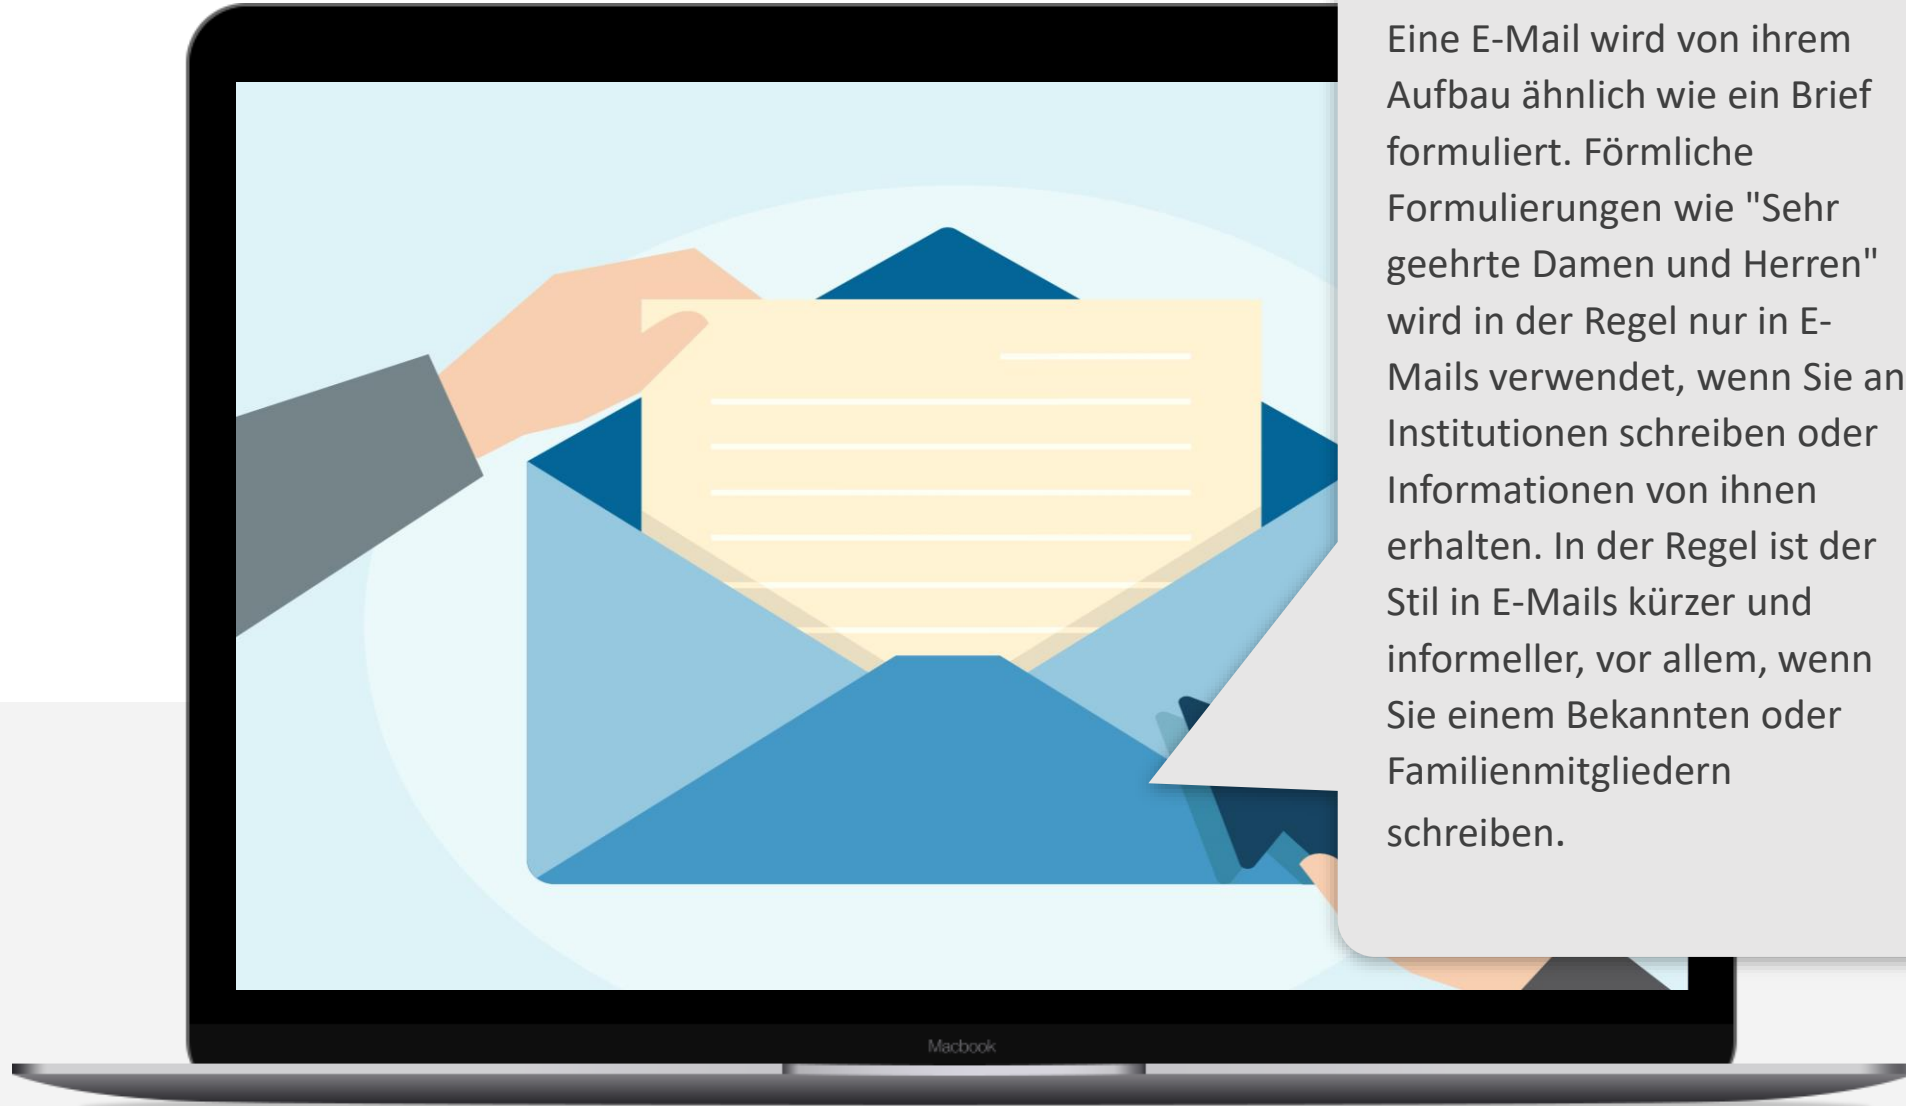 Eine E-Mail wird von ihrem
Aufbau ähnlich wie ein Brief
formuliert. Förmliche
Formulierungen wie "Sehr
geehrte Damen und Herren"
wird in der Regel nur in E-
Mails verwendet, wenn Sie an
Institutionen schreiben oder
Informationen von ihnen
erhalten. In der Regel ist der
Stil in E-Mails kürzer und
informeller, vor allem, wenn
Sie einem Bekannten oder
Familienmitgliedern
schreiben.
Macbook